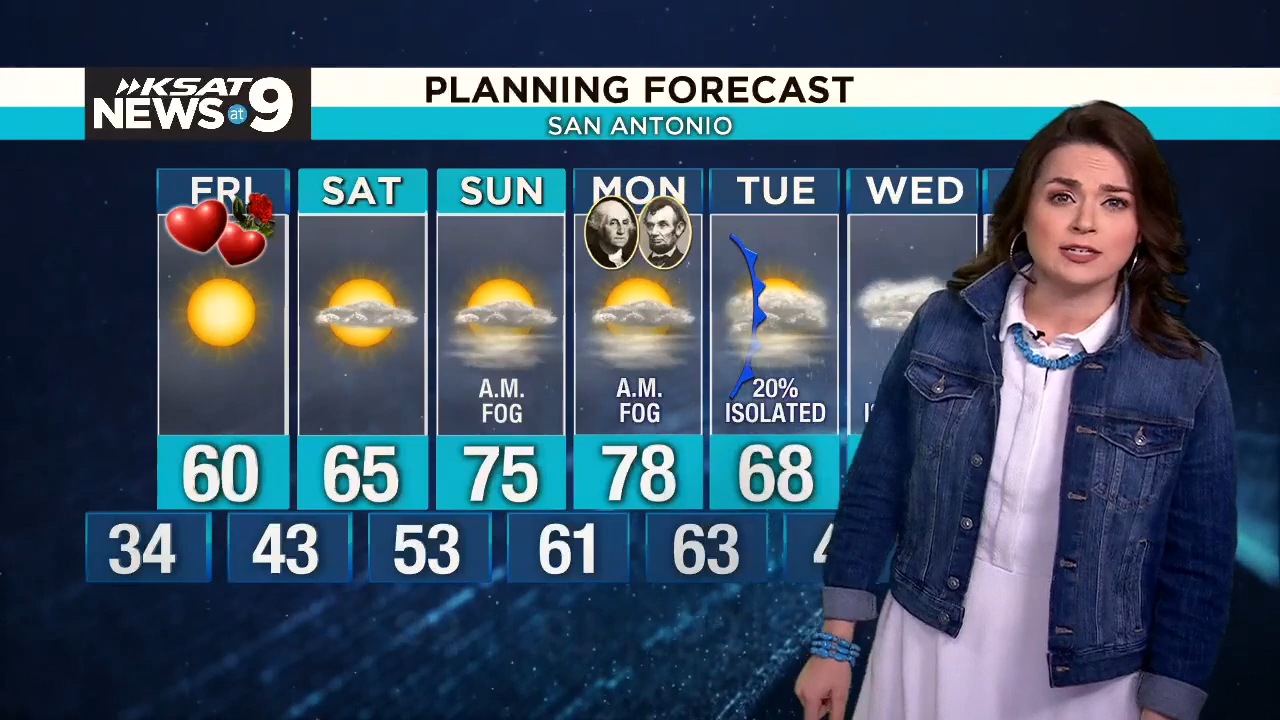 KSAT
NEWS at 9
PLANNING FORECAST
SAN ANTONIO
FRI SAT SUN MON TUE WED
A.M. FOG
A.M. FOG
20% ISOLATED
60 65 75 78 68
34 43 53 61 63